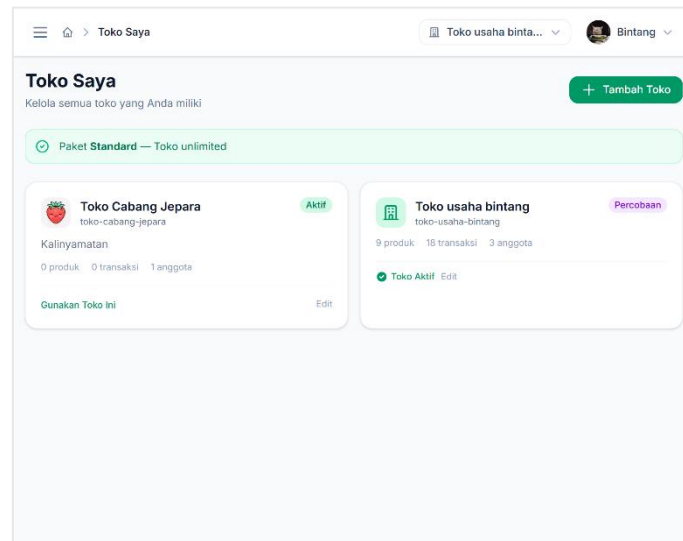 Toko Saya
Toko usaha binta...
Bintang
Toko Saya
Kelola semua toko yang Anda miliki
+ Tambah Toko
Paket Standard — Toko unlimited
Toko Cabang Jepara
Aktif
toko-cabang-jepara
Kalinyamatan
0 produk 0 transaksi 1 anggota
Gunakan Toko Ini
Edit
Toko usaha bintang
Percobaan
toko-usaha-bintang
9 produk 18 transaksi 3 anggota
Toko Aktif Edit